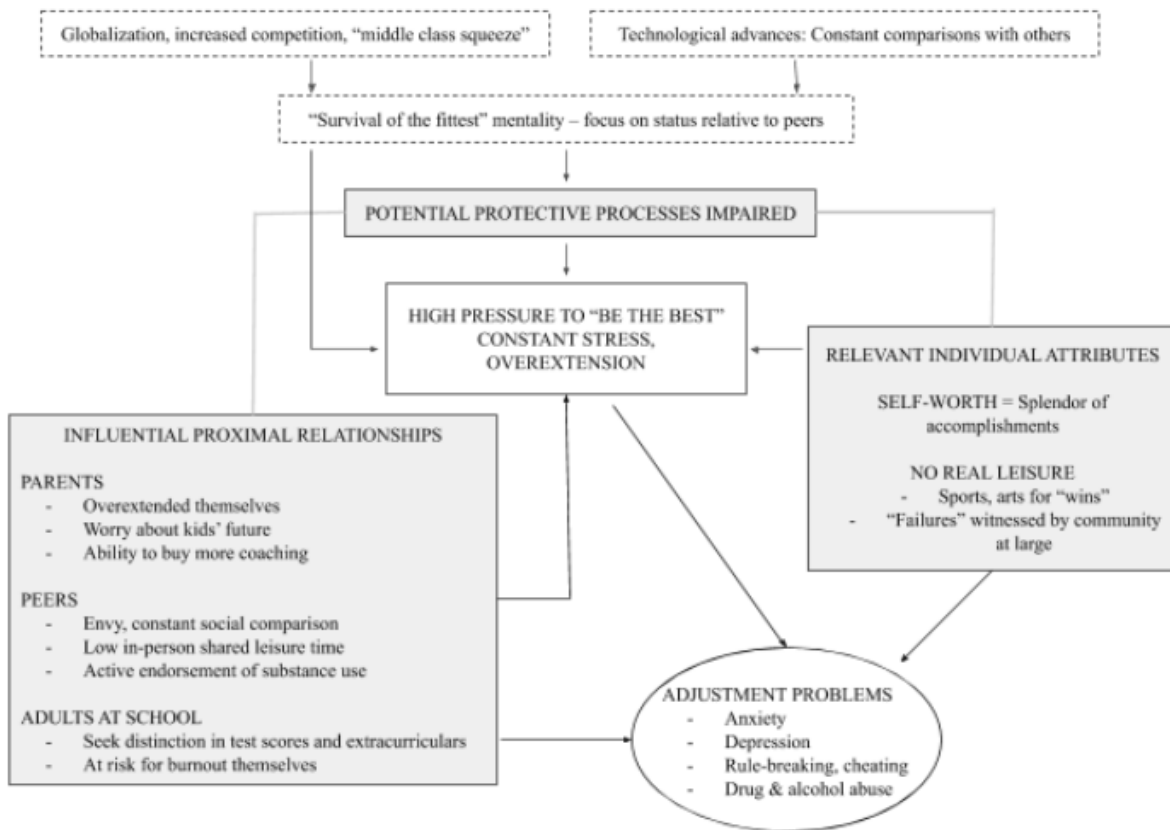 Globalization, increased competition, “middle class squeeze”
Technological advances: Constant comparisons with others
“Survival of the fittest” mentality – focus on status relative to peers
POTENTIAL PROTECTIVE PROCESSES IMPAIRED
HIGH PRESSURE TO “BE THE BEST”
CONSTANT STRESS,
OVEREXTENSION
RELEVANT INDIVIDUAL ATTRIBUTES
SELF-WORTH = Splendor of
accomplishments
NO REAL LEISURE
- Sports, arts for “wins”
- “Failures” witnessed by community
at large
INFLUENTIAL PROXIMAL RELATIONSHIPS
PARENTS
- Overextended themselves
- Worry about kids’ future
- Ability to buy more coaching
PEERS
- Envy, constant social comparison
- Low in-person shared leisure time
- Active endorsement of substance use
ADULTS AT SCHOOL
- Seek distinction in test scores and extracurriculars
- At risk for burnout themselves
ADJUSTMENT PROBLEMS
- Anxiety
- Depression
- Rule-breaking, cheating
- Drug & alcohol abuse